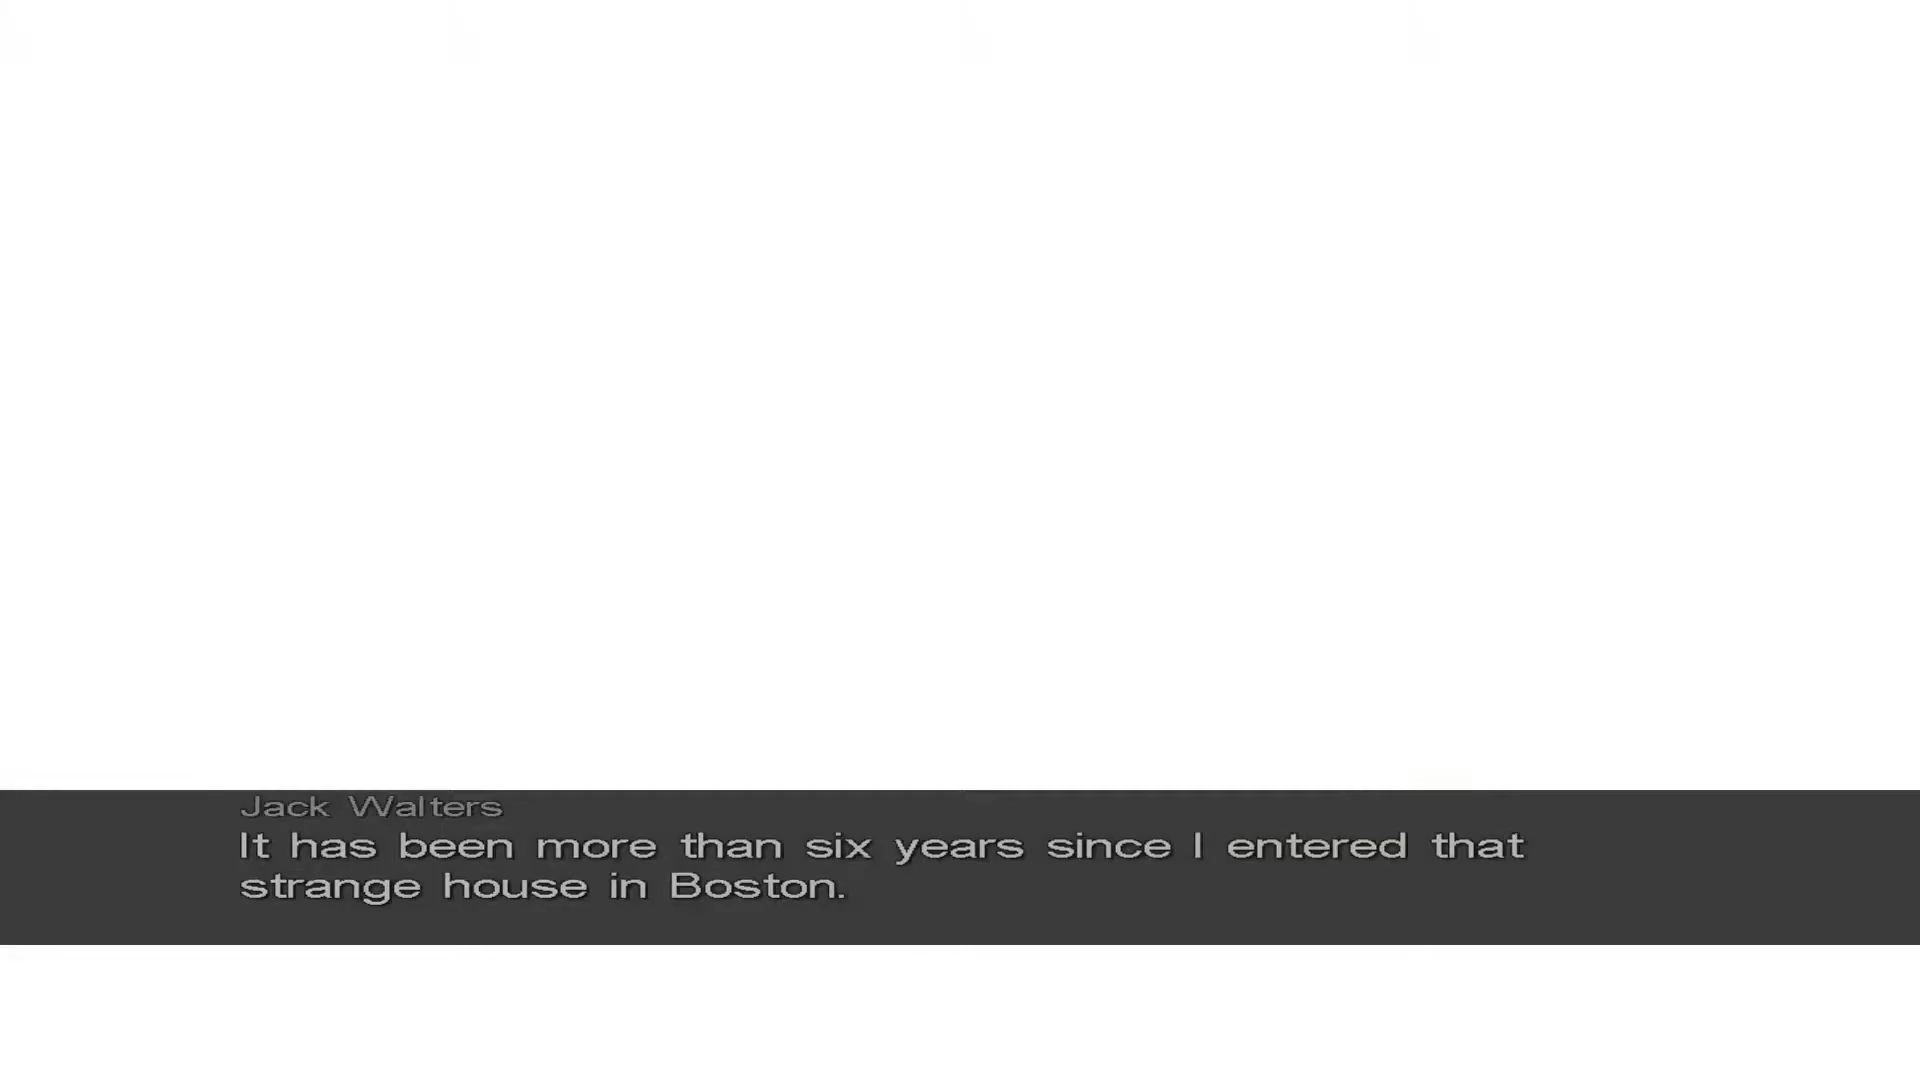 Jack Walters
It has been more than six years since I entered that
strange house in Boston.